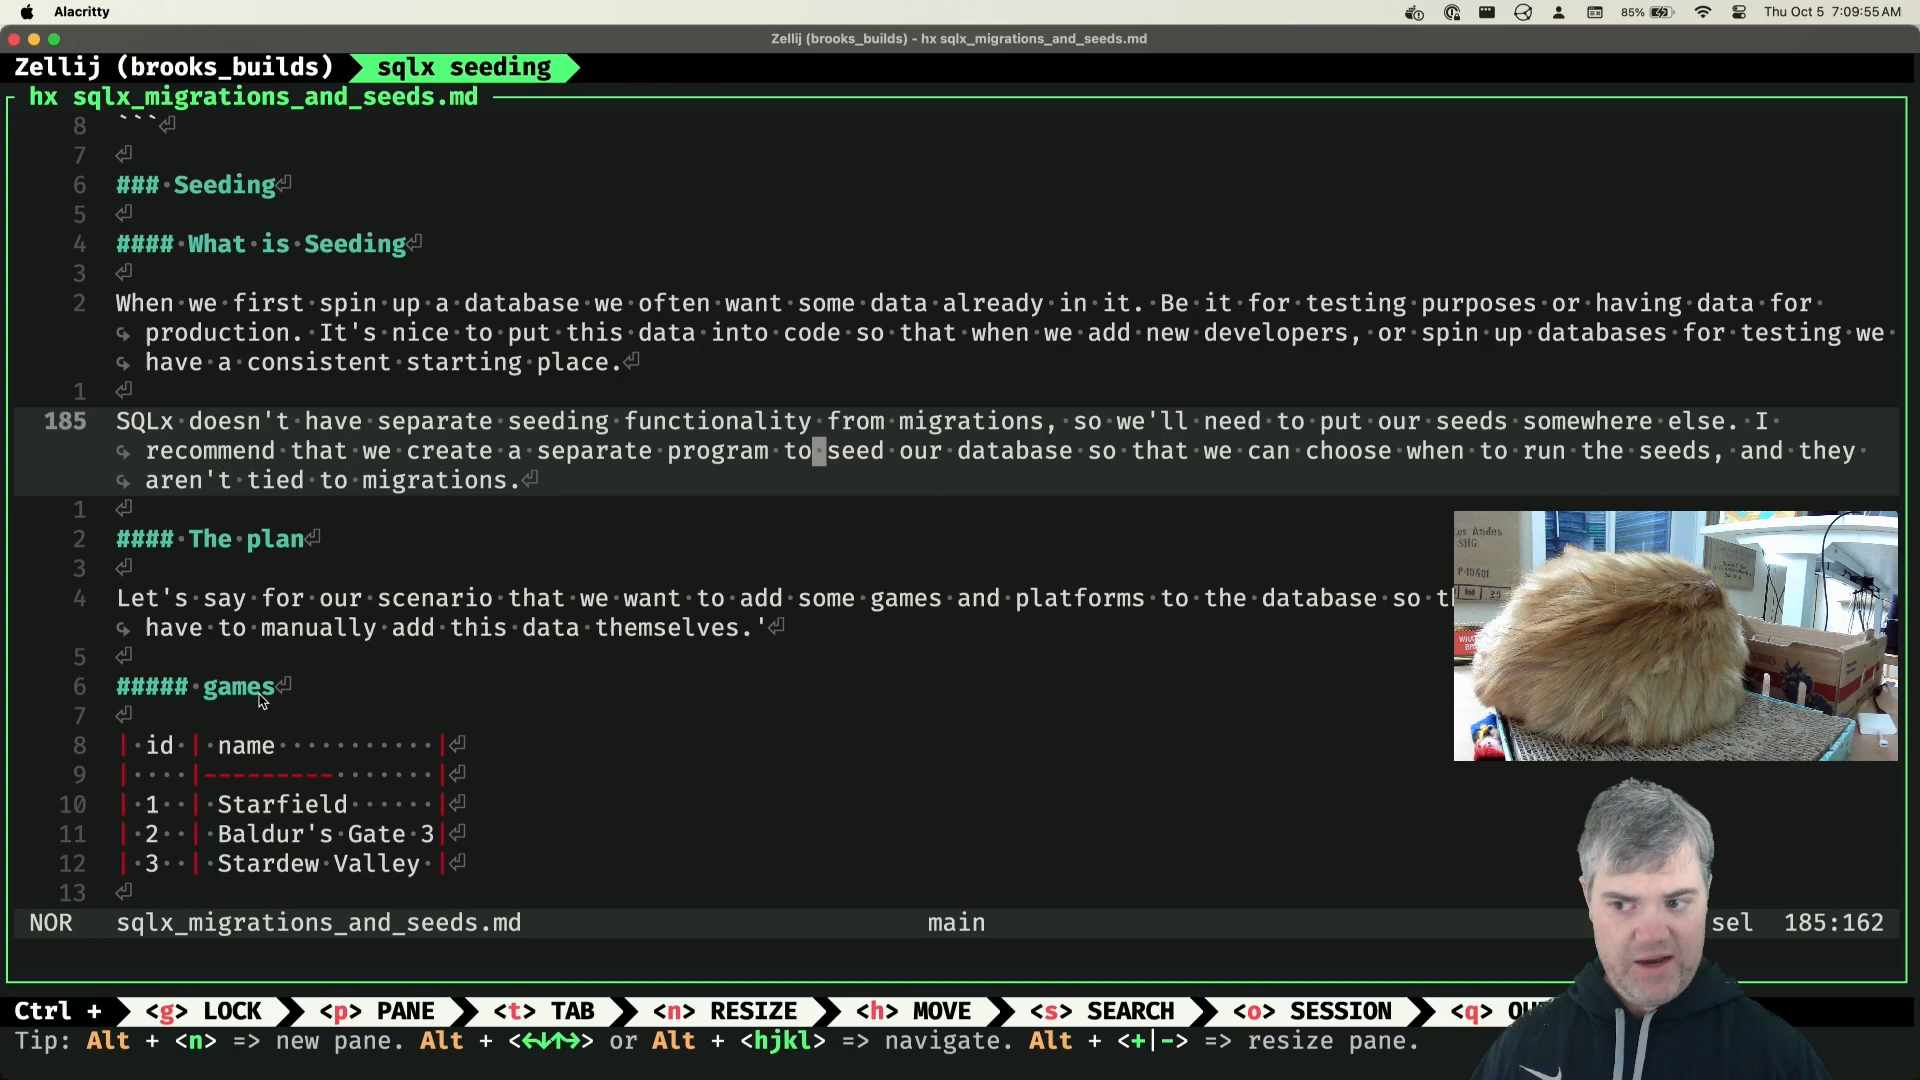 Alacritty
85%
Thu Oct 5 7:09:55 AM
Zellij (brooks_builds) - hx sqlx_migrations_and_seeds.md
Zellij (brooks_builds) sqlx seeding
hx sqlx_migrations_and_seeds.md
8 ```
7
6 ### Seeding
5
4 #### What is Seeding
3
2 When we first spin up a database we often want some data already in it. Be it for testing purposes or having data for
production. It's nice to put this data into code so that when we add new developers, or spin up databases for testing we
have a consistent starting place.
1
185 SQLx doesn't have separate seeding functionality from migrations, so we'll need to put our seeds somewhere else. I
recommend that we create a separate program to seed our database so that we can choose when to run the seeds, and they
aren't tied to migrations.
1
2 #### The plan
3
4 Let's say for our scenario that we want to add some games and platforms to the database so th
have to manually add this data themselves.'
5
6 ##### games
7
8 | id | name |
9 | |--------- |
10 | 1 | Starfield |
11 | 2 | Baldur's Gate 3|
12 | 3 | Stardew Valley |
13
Los Andes
SHG
P-10401
NOR sqlx_migrations_and_seeds.md main sel 185:162
Ctrl + <g> LOCK <p> PANE <t> TAB <n> RESIZE <h> MOVE <s> SEARCH <o> SESSION <q> QU
Tip: Alt + <n> => new pane. Alt + <←↓↑→> or Alt + <hjkl> => navigate. Alt + <+|-> => resize pane.